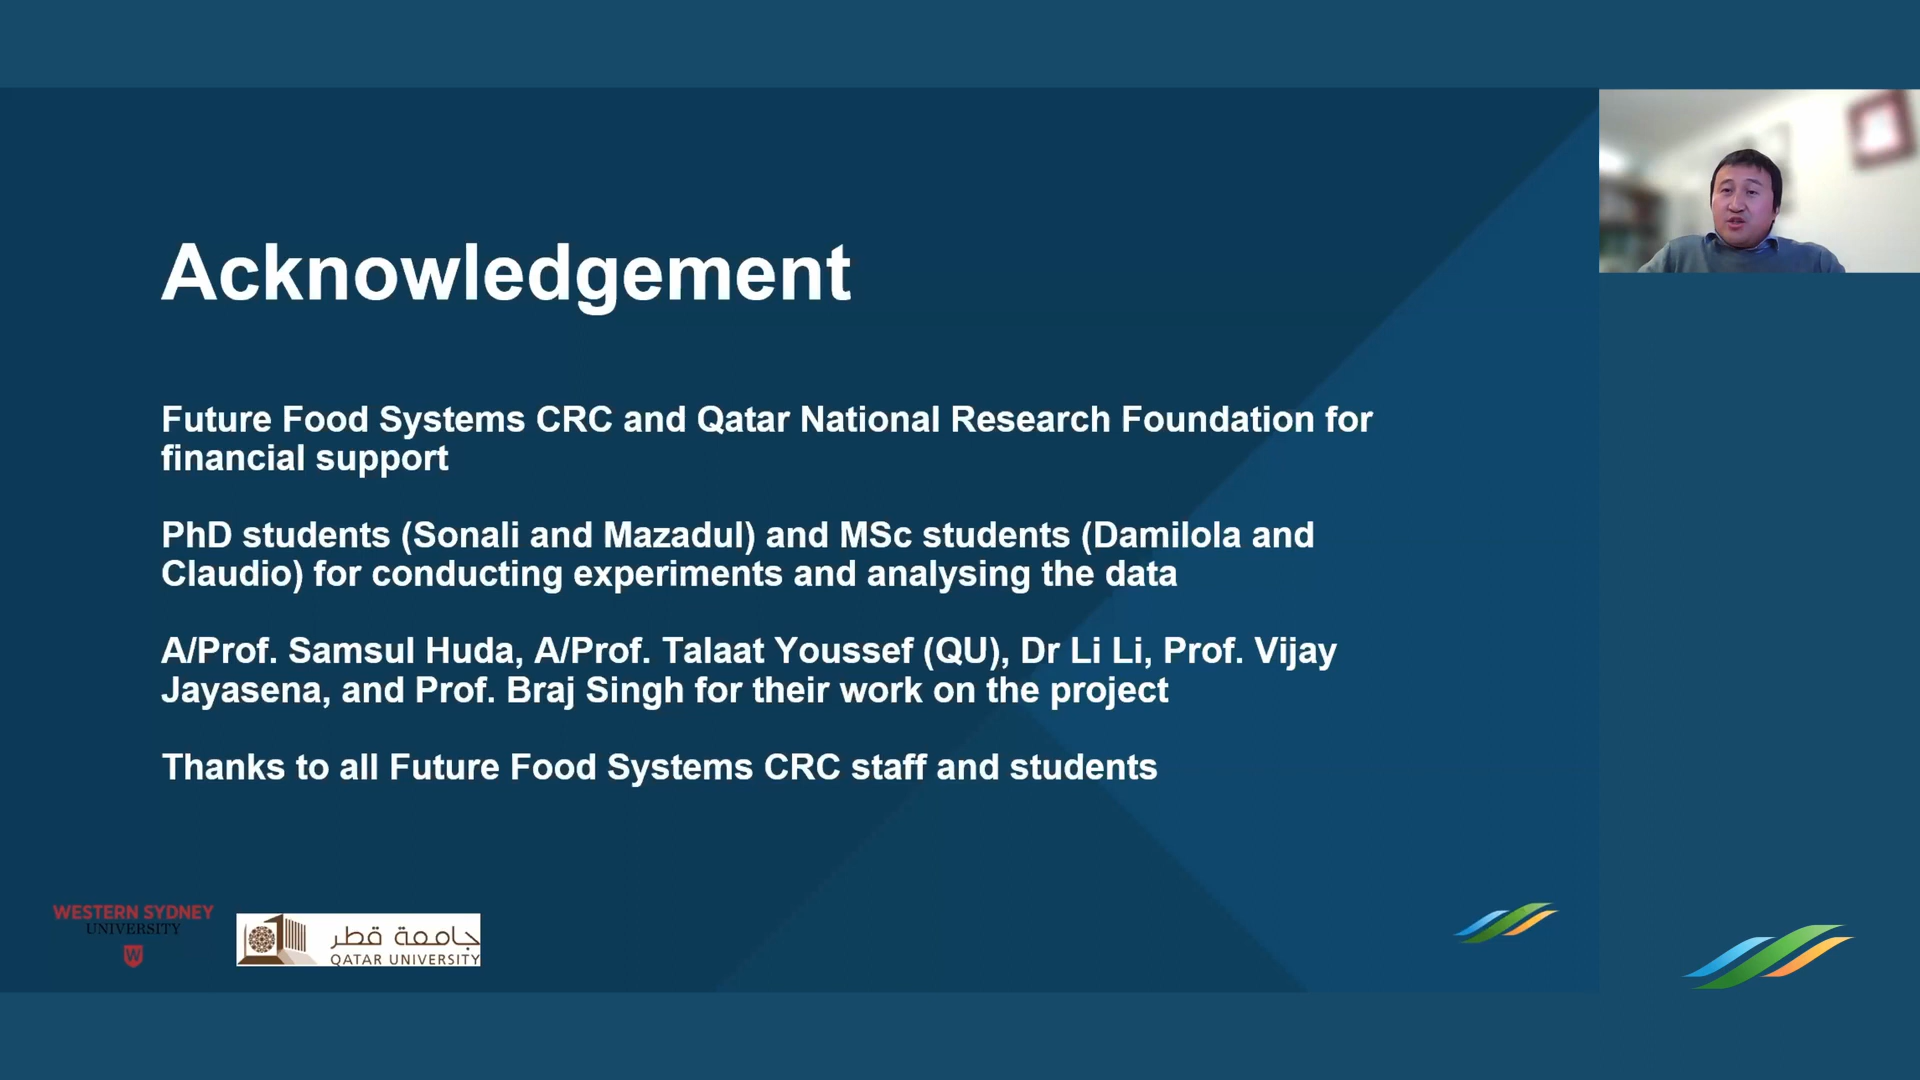 Acknowledgement
Future Food Systems CRC and Qatar National Research Foundation for
financial support
PhD students (Sonali and Mazadul) and MSc students (Damilola and
Claudio) for conducting experiments and analysing the data
A/Prof. Samsul Huda, A/Prof. Talaat Youssef (QU), Dr Li Li, Prof. Vijay
Jayasena, and Prof. Braj Singh for their work on the project
Thanks to all Future Food Systems CRC staff and students
WESTERN SYDNEY
UNIVERSITY
W
جامعة قطر
QATAR UNIVERSITY